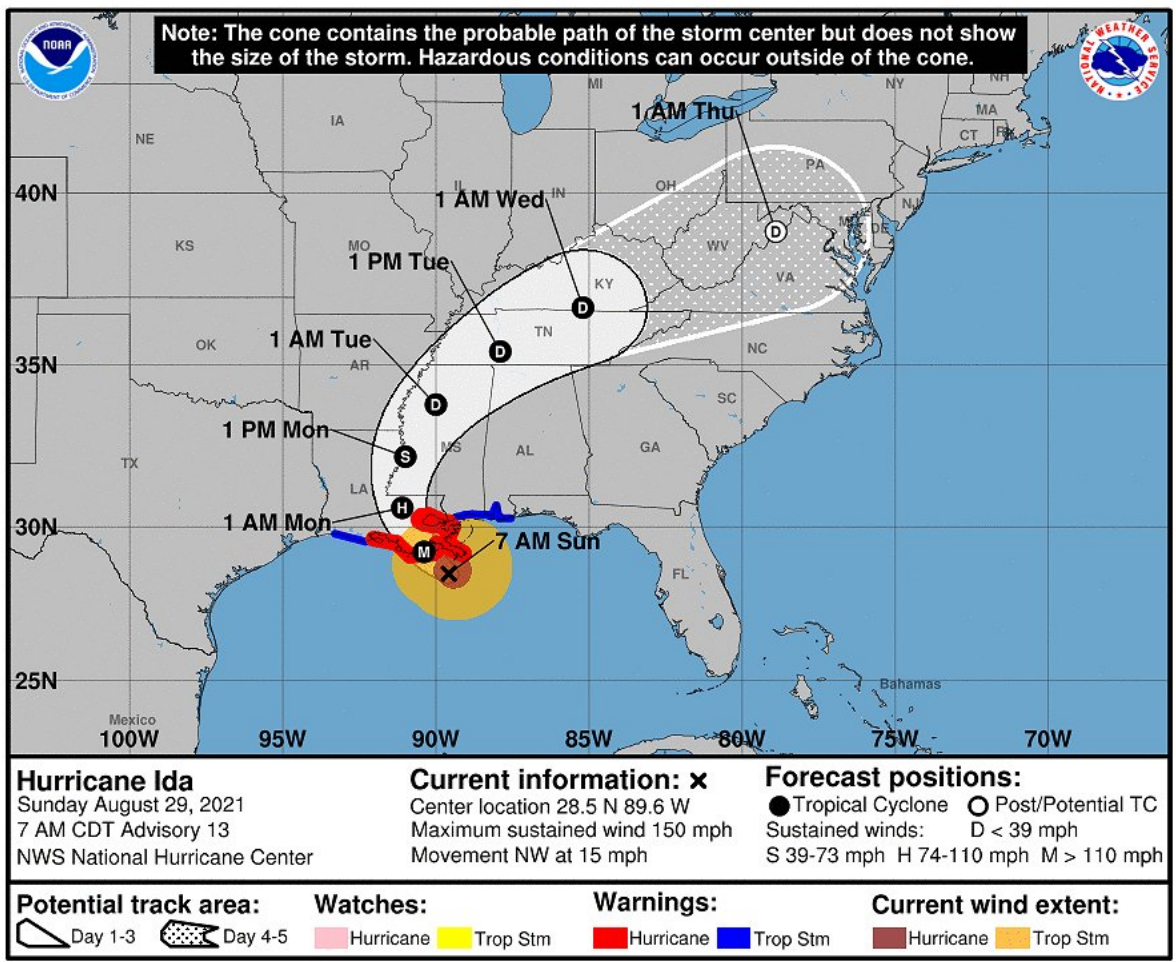 Note: The cone contains the probable path of the storm center but does not show
the size of the storm. Hazardous conditions can occur outside of the cone.
NOAA
NATIONAL WEATHER SERVICE
NH
MI
NY
1 AM Thu
MA
IA
CT
RI
NE
PA
40N
IL
IN
OH
1 AM Wed
NJ
DE
KS
MO
WV
1 PM Tue
D
VA
KY
D
1 AM Tue
TN
OK
D
NC
35N
AR
D
SC
1 PM Mon
MS
AL
GA
TX
S
LA
H
1 AM Mon
30N
7 AM Sun
M
FL
25N
Bahamas
Mexico
100W 95W 90W 85W 80W 75W 70W
Hurricane Ida
Sunday August 29, 2021
7 AM CDT Advisory 13
NWS National Hurricane Center
Current information: x
Center location 28.5 N 89.6 W
Maximum sustained wind 150 mph
Movement NW at 15 mph
Forecast positions:
Tropical Cyclone Post/Potential TC
Sustained winds: D < 39 mph
S 39-73 mph H 74-110 mph M > 110 mph
Potential track area:
Day 1-3 Day 4-5
Watches:
Hurricane Trop Stm
Warnings:
Hurricane Trop Stm
Current wind extent:
Hurricane Trop Stm